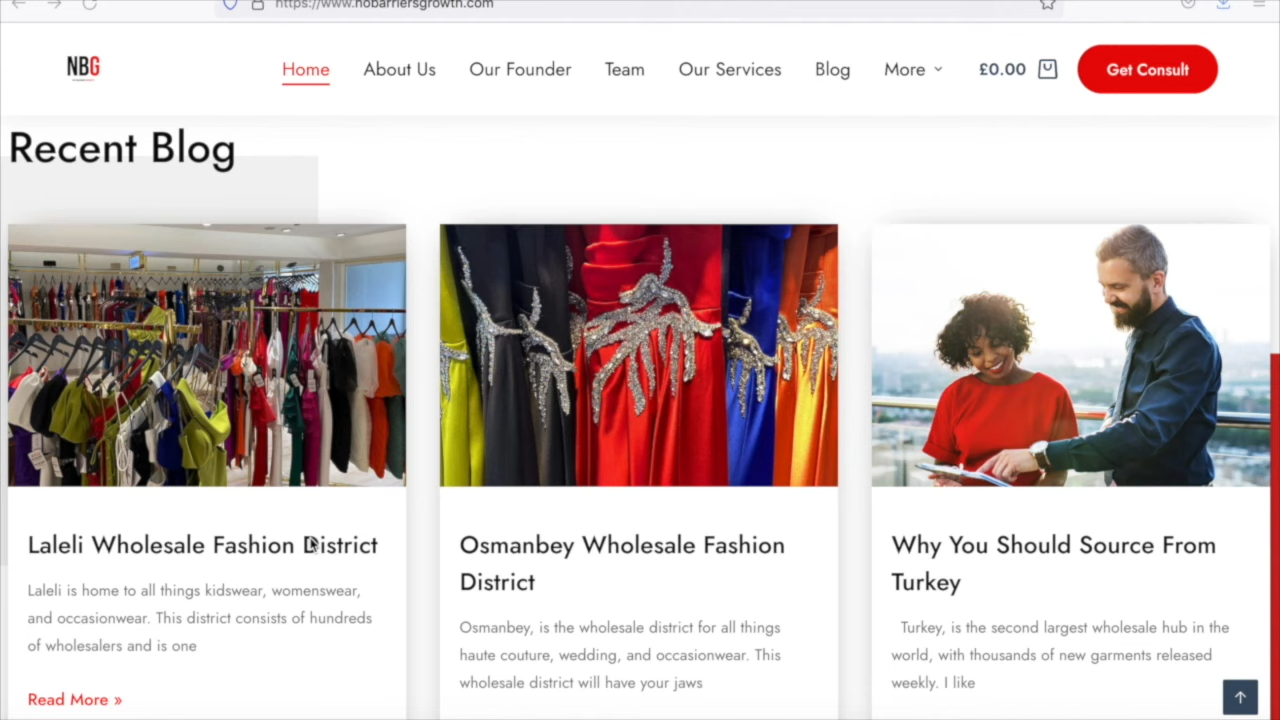 https://www.nobarriersgrowth.com
NBG
Home
About Us
Our Founder
Team
Our Services
Blog
More
£0.00
Get Consult
Recent Blog
Laleli Wholesale Fashion District
Laleli is home to all things kidswear, womenswear,
and occasionwear. This district consists of hundreds
of wholesalers and is one
Read More »
Osmanbey Wholesale Fashion
District
Osmanbey, is the wholesale district for all things
haute couture, wedding, and occasionwear. This
wholesale district will have your jaws
Why You Should Source From
Turkey
Turkey, is the second largest wholesale hub in the
world, with thousands of new garments released
weekly. I like